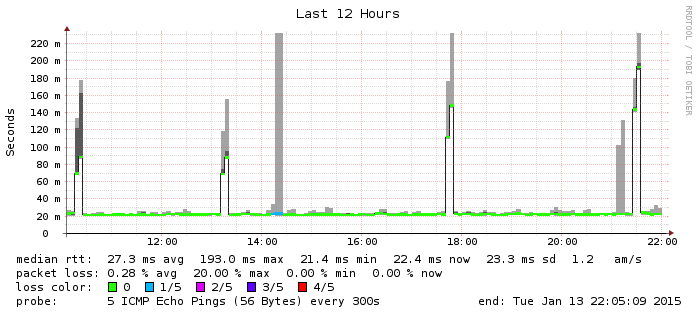 Last 12 Hours
RRDTOOL / TOBI OETIKER
Seconds
220 m
200 m
180 m
160 m
140 m
120 m
100 m
80 m
60 m
40 m
20 m
0
12:00 14:00 16:00 18:00 20:00 22:00
median rtt: 27.3 ms avg 193.0 ms max 21.4 ms min 22.4 ms now 23.3 ms sd 1.2 am/s
packet loss: 0.28 % avg 20.00 % max 0.00 % min 0.00 % now
loss color: 0 1/5 2/5 3/5 4/5
probe: 5 ICMP Echo Pings (56 Bytes) every 300s end: Tue Jan 13 22:05:09 2015